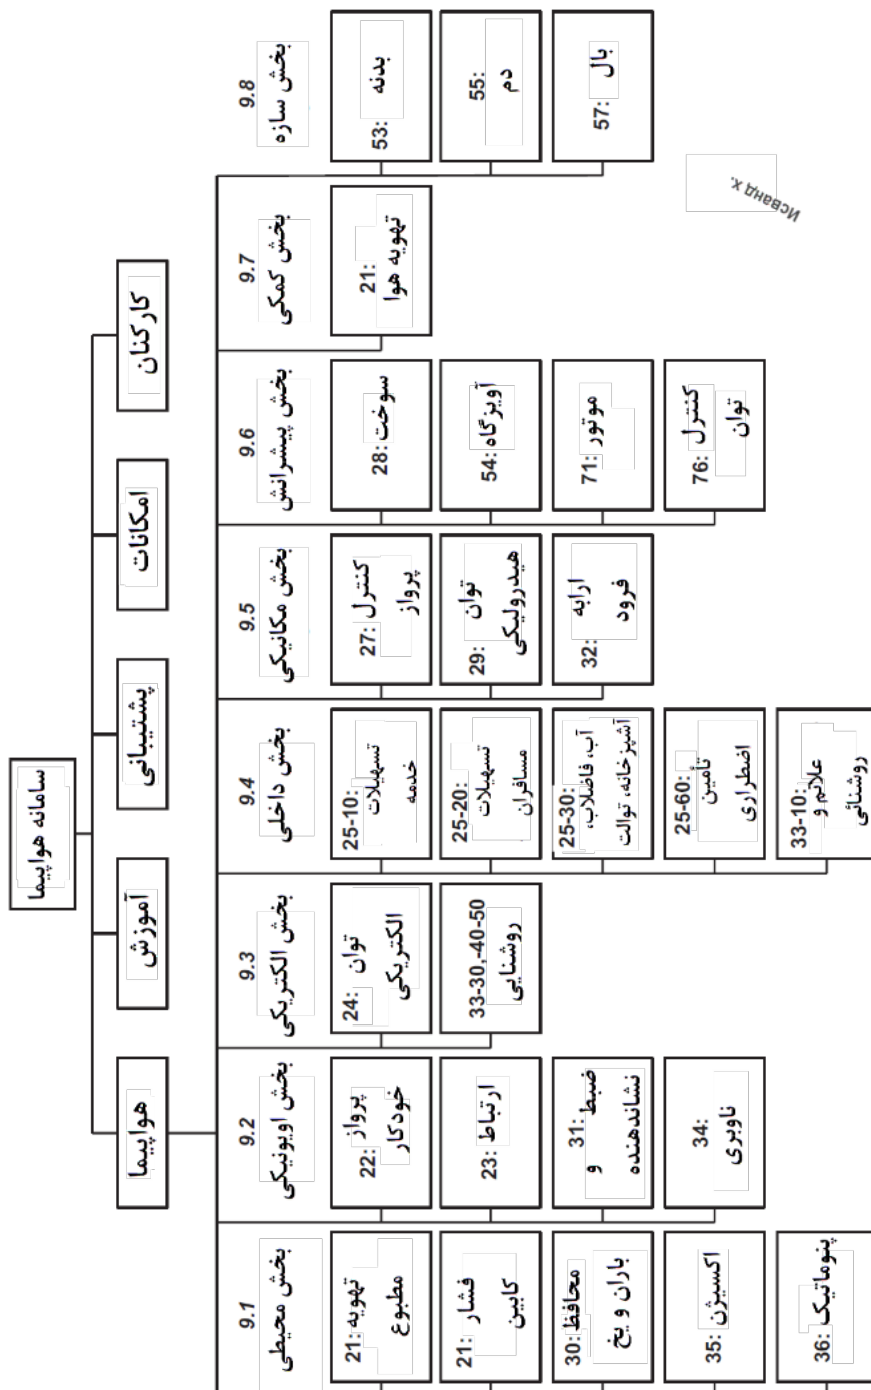 سامانه هواپیما
هواپیما
آموزش
پشتیبانی
امکانات
کارکنان
9.1
بخش محیطی
21: تهویه
مطبوع
21: فشار
کابین
30: محافظ
باران و یخ
35: اکسیژن
36: پنوماتیک
9.2
بخش اویونیکی
22: پرواز
خودکار
23: ارتباط
31: ضبط و
نشاندهنده
34:
ناوبری
9.3
بخش الکتریکی
24: توان
الکتریکی
33-30,-40-50
روشنایی
9.4
بخش داخلی
25-10:
تسهیلات
خدمه
25-20:
تسهیلات
مسافران
25-30:
آب، فاضلاب،
آشپزخانه، توالت
25-60:
تأمین
اضطراری
33-10:
علائم و
روشنائی
9.5
بخش مکانیکی
27: کنترل
پرواز
29: توان
هیدرولیکی
32: ارابه
فرود
9.6
بخش پیشرانش
28: سوخت
54: آویزگاه
71: موتور
76: کنترل
توان
9.7
بخش کمکی
21:
تهویه هوا
9.8
بخش سازه
53: بدنه
55:
دم
57: بال
Исванд х.